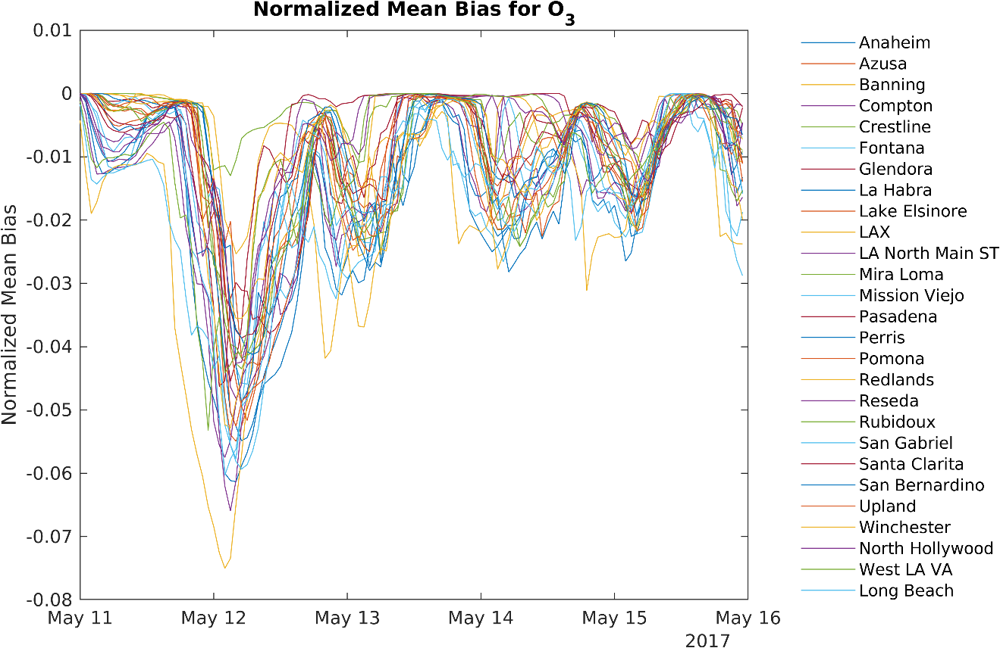 Normalized Mean Bias for O3
Normalized Mean Bias
0.01
0
-0.01
-0.02
-0.03
-0.04
-0.05
-0.06
-0.07
-0.08
May 11 May 12 May 13 May 14 May 15 May 16
2017
Anaheim
Azusa
Banning
Compton
Crestline
Fontana
Glendora
La Habra
Lake Elsinore
LAX
LA North Main ST
Mira Loma
Mission Viejo
Pasadena
Perris
Pomona
Redlands
Reseda
Rubidoux
San Gabriel
Santa Clarita
San Bernardino
Upland
Winchester
North Hollywood
West LA VA
Long Beach